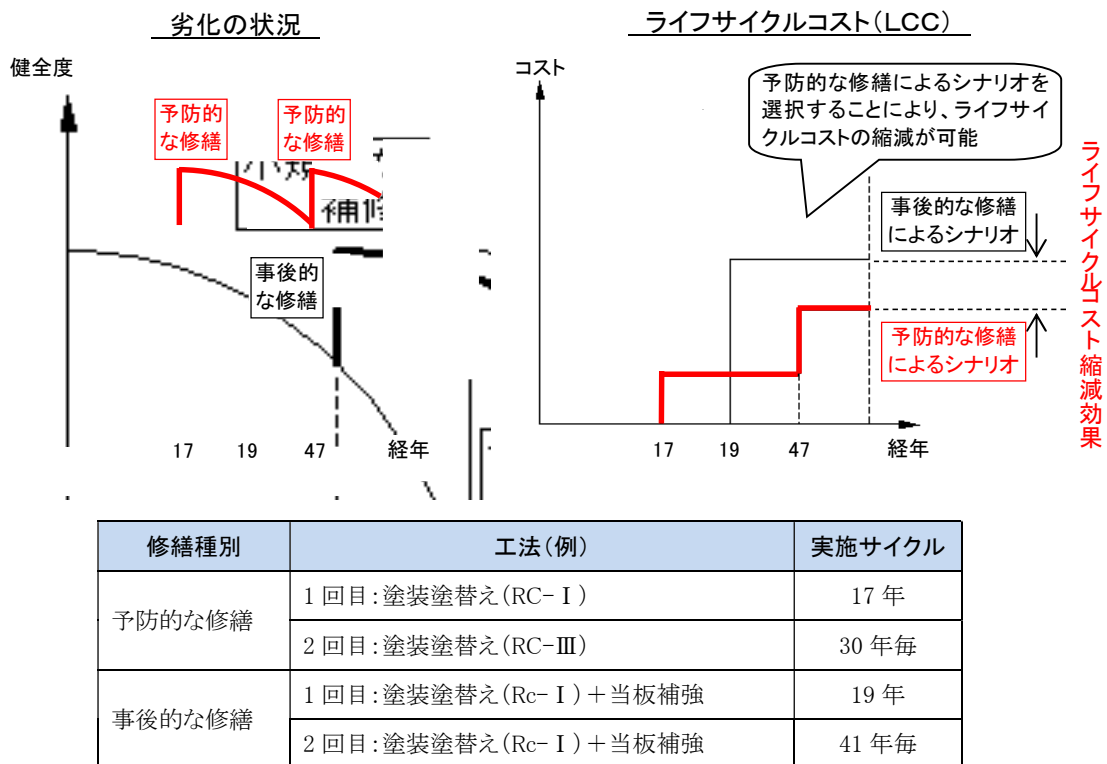 劣化の状況
健全度
予防的
な修繕
予防的
な修繕
事後的
な修繕
17
19
47
経年
ライフサイクルコスト(LCC)
コスト
予防的な修繕によるシナリオを
選択することにより、ライフサイ
クルコストの縮減が可能
事後的な修繕
によるシナリオ
予防的な修繕
によるシナリオ
ライフサイクルコスト縮減効果
17
19
47
経年
修繕種別
工法(例)
実施サイクル
予防的な修繕
1回目:塗装塗替え(RC-Ⅰ)
17年
2回目:塗装塗替え(RC-Ⅲ)
30年毎
事後的な修繕
1回目:塗装塗替え(Rc-Ⅰ)+当板補強
19年
2回目:塗装塗替え(Rc-Ⅰ)+当板補強
41年毎